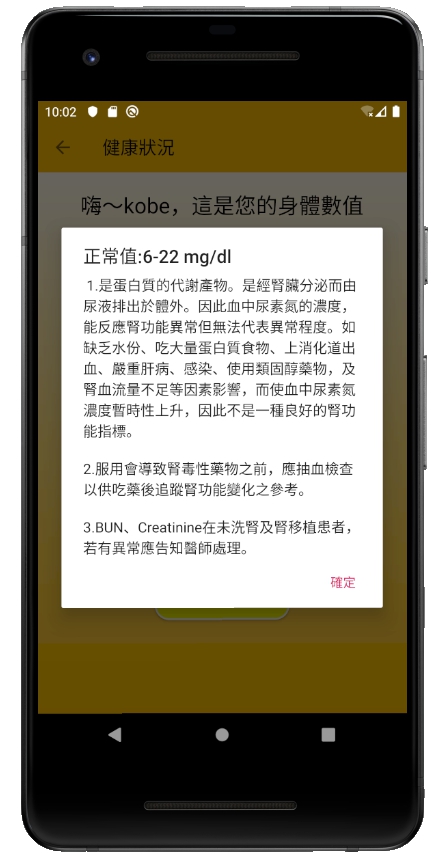 10:02
健康狀況
嗨～kobe，這是您的身體數值
正常值:6-22 mg/dl
1.是蛋白質的代謝產物。是經腎臟分泌而由
尿液排出於體外。因此血中尿素氮的濃度，
能反應腎功能異常但無法代表異常程度。如
缺乏水份、吃大量蛋白質食物、上消化道出
血、嚴重肝病、感染、使用類固醇藥物，及
腎血流量不足等因素影響，而使血中尿素氮
濃度暫時性上升，因此不是一種良好的腎功
能指標。
2.服用會導致腎毒性藥物之前，應抽血檢查
以供吃藥後追蹤腎功能變化之參考。
3.BUN、Creatinine在未洗腎及腎移植患者，
若有異常應告知醫師處理。
確定